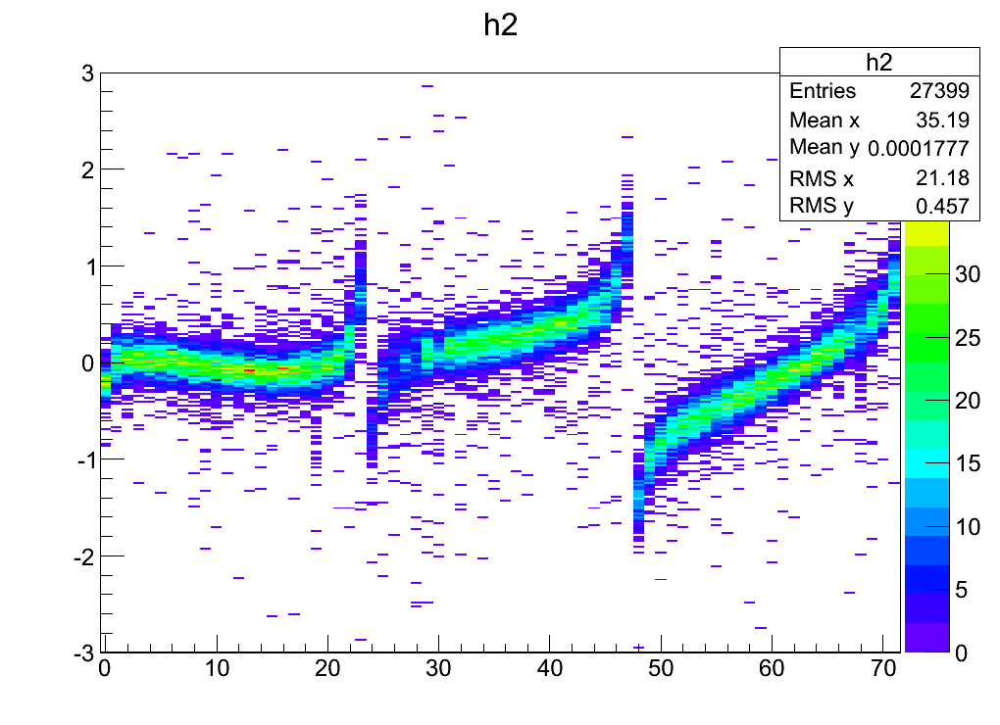 h2
h2
Entries 27399
Mean x 35.19
Mean y 0.0001777
RMS x 21.18
RMS y 0.457
3
2
1
0
-1
-2
-3
0 10 20 30 40 50 60 70
30
25
20
15
10
5
0